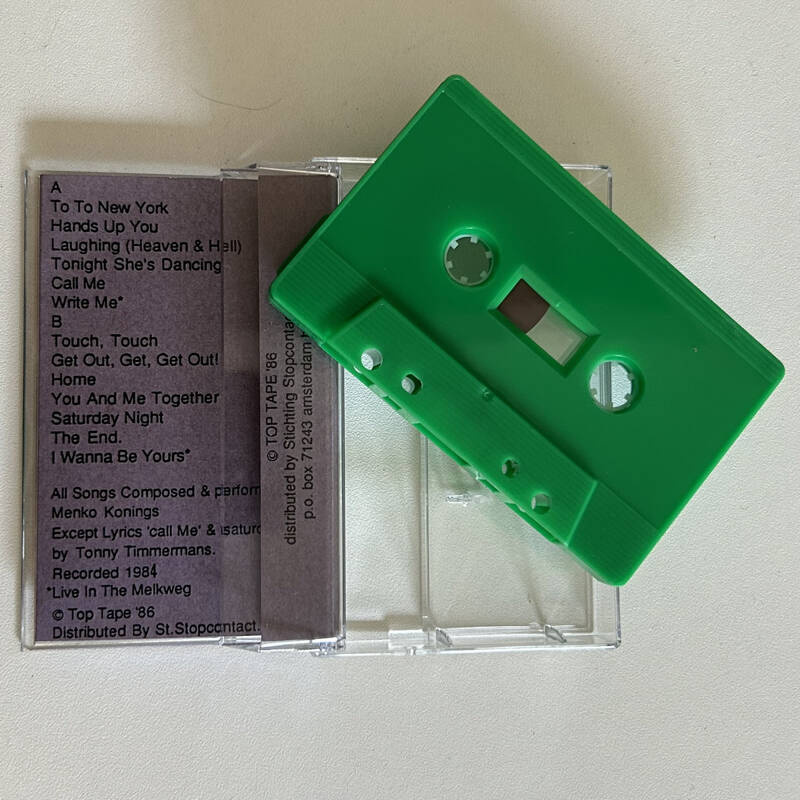 A
To To New York
Hands Up You
Laughing (Heaven & Hell)
Tonight She's Dancing
Call Me
Write Me*
B
Touch, Touch
Get Out, Get, Get Out!
Home
You And Me Together
Saturday Night
The End.
I Wanna Be Yours*
All Songs Composed & perform
Menko Konings
Except Lyrics 'call Me' &
by Tonny Timmermans.
Recorded 1984
*Live In The Melkweg
© Top Tape '86
Distributed By St.Stopcontact.
© TOP TAPE '86
distributed by Stichting Stopcontac
p.o. box 71243 amsterdam